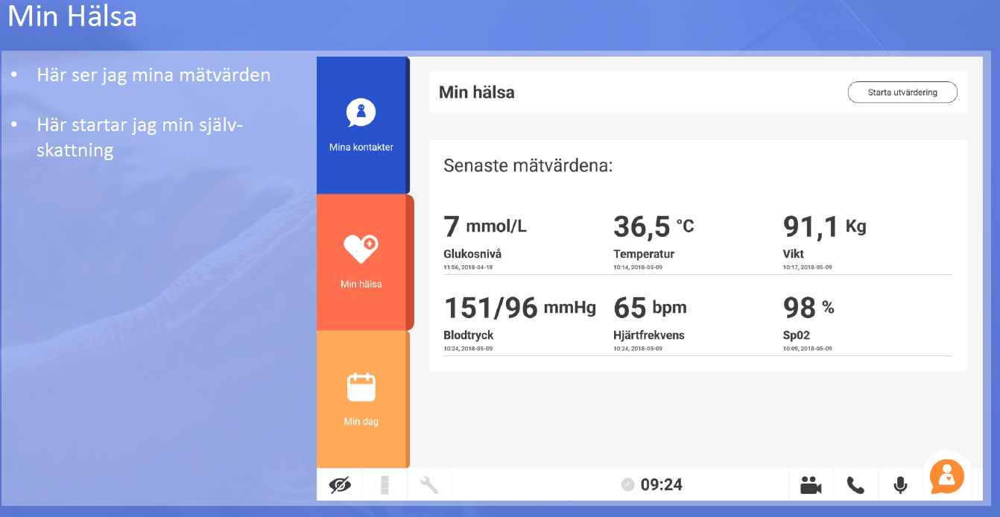 Min Hälsa
• Här ser jag mina mätvärden
• Här startar jag min själv-
skattning
Mina kontakter
Min hälsa
Min dag
Min hälsa
Starta utvärdering
Senaste mätvärdena:
7 mmol/L
Glukosnivå
11:56, 2018-04-18
36,5 °C
Temperatur
10:14, 2018-05-09
91,1 Kg
Vikt
10:17, 2018-05-09
151/96 mmHg
Blodtryck
10:24, 2018-05-09
65 bpm
Hjärtfrekvens
10:24, 2018-05-09
98 %
Sp02
10:09, 2018-05-09
09:24